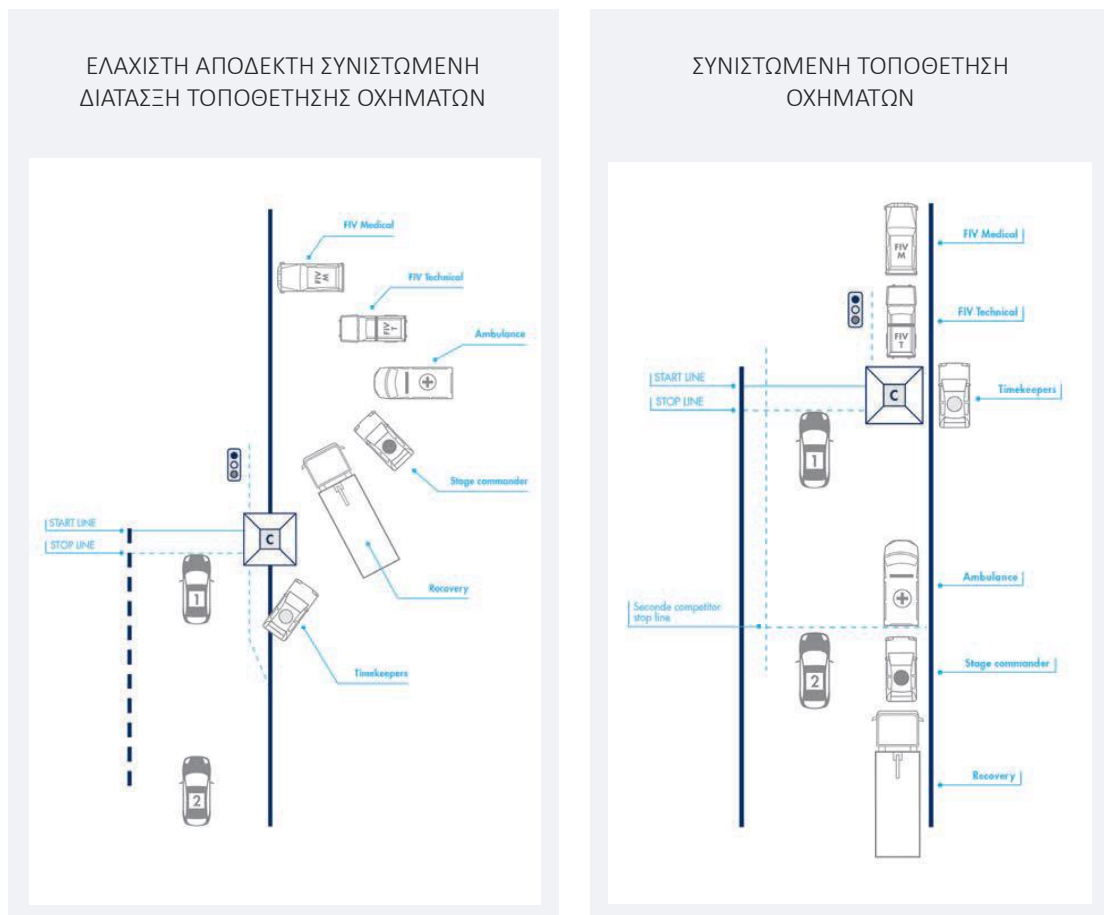 ΕΛΑΧΙΣΤΗ ΑΠΟΔΕΚΤΗ ΣΥΝΙΣΤΩΜΕΝΗ
ΔΙΑΤΑΣΞΗ ΤΟΠΟΘΕΤΗΣΗΣ ΟΧΗΜΑΤΩΝ
FIV Medical
FIV M
FIV Technical
FIV T
Ambulance
Stage commander
START LINE
STOP LINE
C
1
Recovery
Timekeepers
2
ΣΥΝΙΣΤΩΜΕΝΗ ΤΟΠΟΘΕΤΗΣΗ
ΟΧΗΜΑΤΩΝ
FIV Medical
FIV
M
FIV Technical
FIV
T
START LINE
STOP LINE
C
Timekeepers
1
Ambulance
Seconde competitor
stop line
Stage commander
2
Recovery